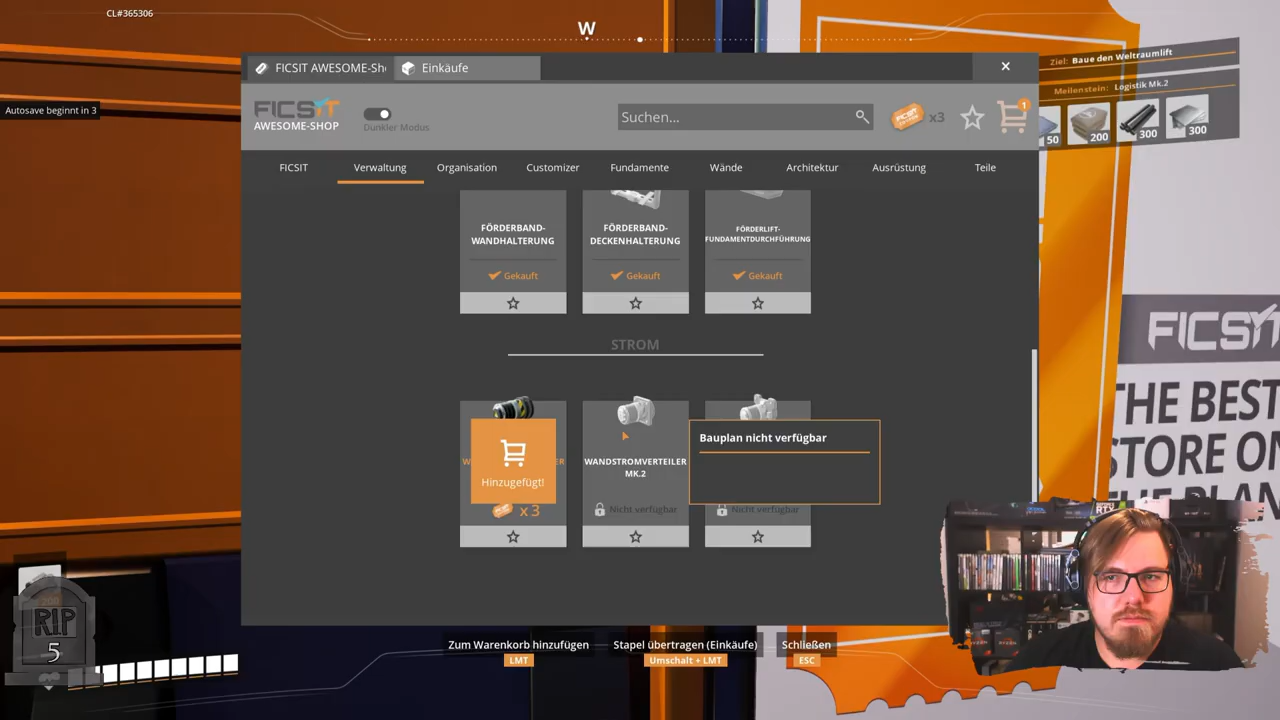 CL#365306
W
FICSIT AWESOME-Sh
Einkäufe
Ziel: Baue den Weltraumlift
Meilenstein: Logistik Mk.2
50
200
300
300
Autosave beginnt in 3
FICSIT
AWESOME-SHOP
Dunkler Modus
Suchen...
x3
1
FICSIT
Verwaltung
Organisation
Customizer
Fundamente
Wände
Architektur
Ausrüstung
Teile
FÖRDERBAND-
WANDHALTERUNG
FÖRDERBAND-
DECKENHALTERUNG
FÖRDERLIFT-
FUNDAMENTDURCHFÜHRUNG
Gekauft
Gekauft
Gekauft
STROM
Hinzugefügt!
x3
WANDSTROMVERTEILER
MK.2
Nicht verfügbar
Bauplan nicht verfügbar
Nicht verfügbar
FICSIT
THE BEST
STORE ON
THE PLAN
RIP
5
Zum Warenkorb hinzufügen
LMT
Stapel übertragen (Einkäufe)
Umschalt + LMT
Schließen
ESC